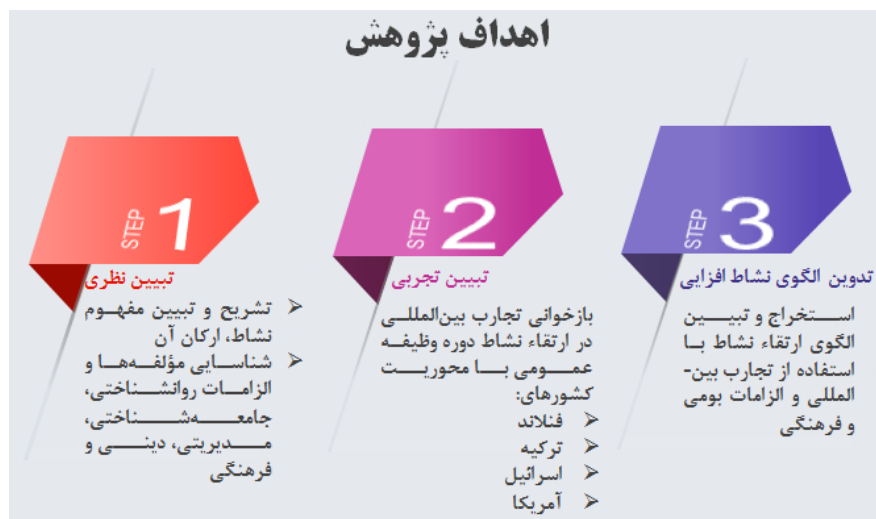 اهداف پژوهش
STEP 1
تبیین نظری
⮚ تشریح و تبیین مفهوم
نشاط، ارکان آن
⮚ شناسایی مؤلفه‌ها و
الزامات روانشناختی،
جامعه‌شناختی،
مدیریتی، دینی و
فرهنگی
STEP 2
تبیین تجربی
بازخوانی تجارب بین‌المللی
در ارتقاء نشاط دوره وظیفه
عمومی با محوریت
کشورهای:
⮚ فنلاند
⮚ ترکیه
⮚ اسرائیل
⮚ آمریکا
STEP 3
تدوین الگوی نشاط افزایی
استخراج و تبیین
الگوی ارتقاء نشاط با
استفاده از تجارب بین-
المللی و الزامات بومی
و فرهنگی